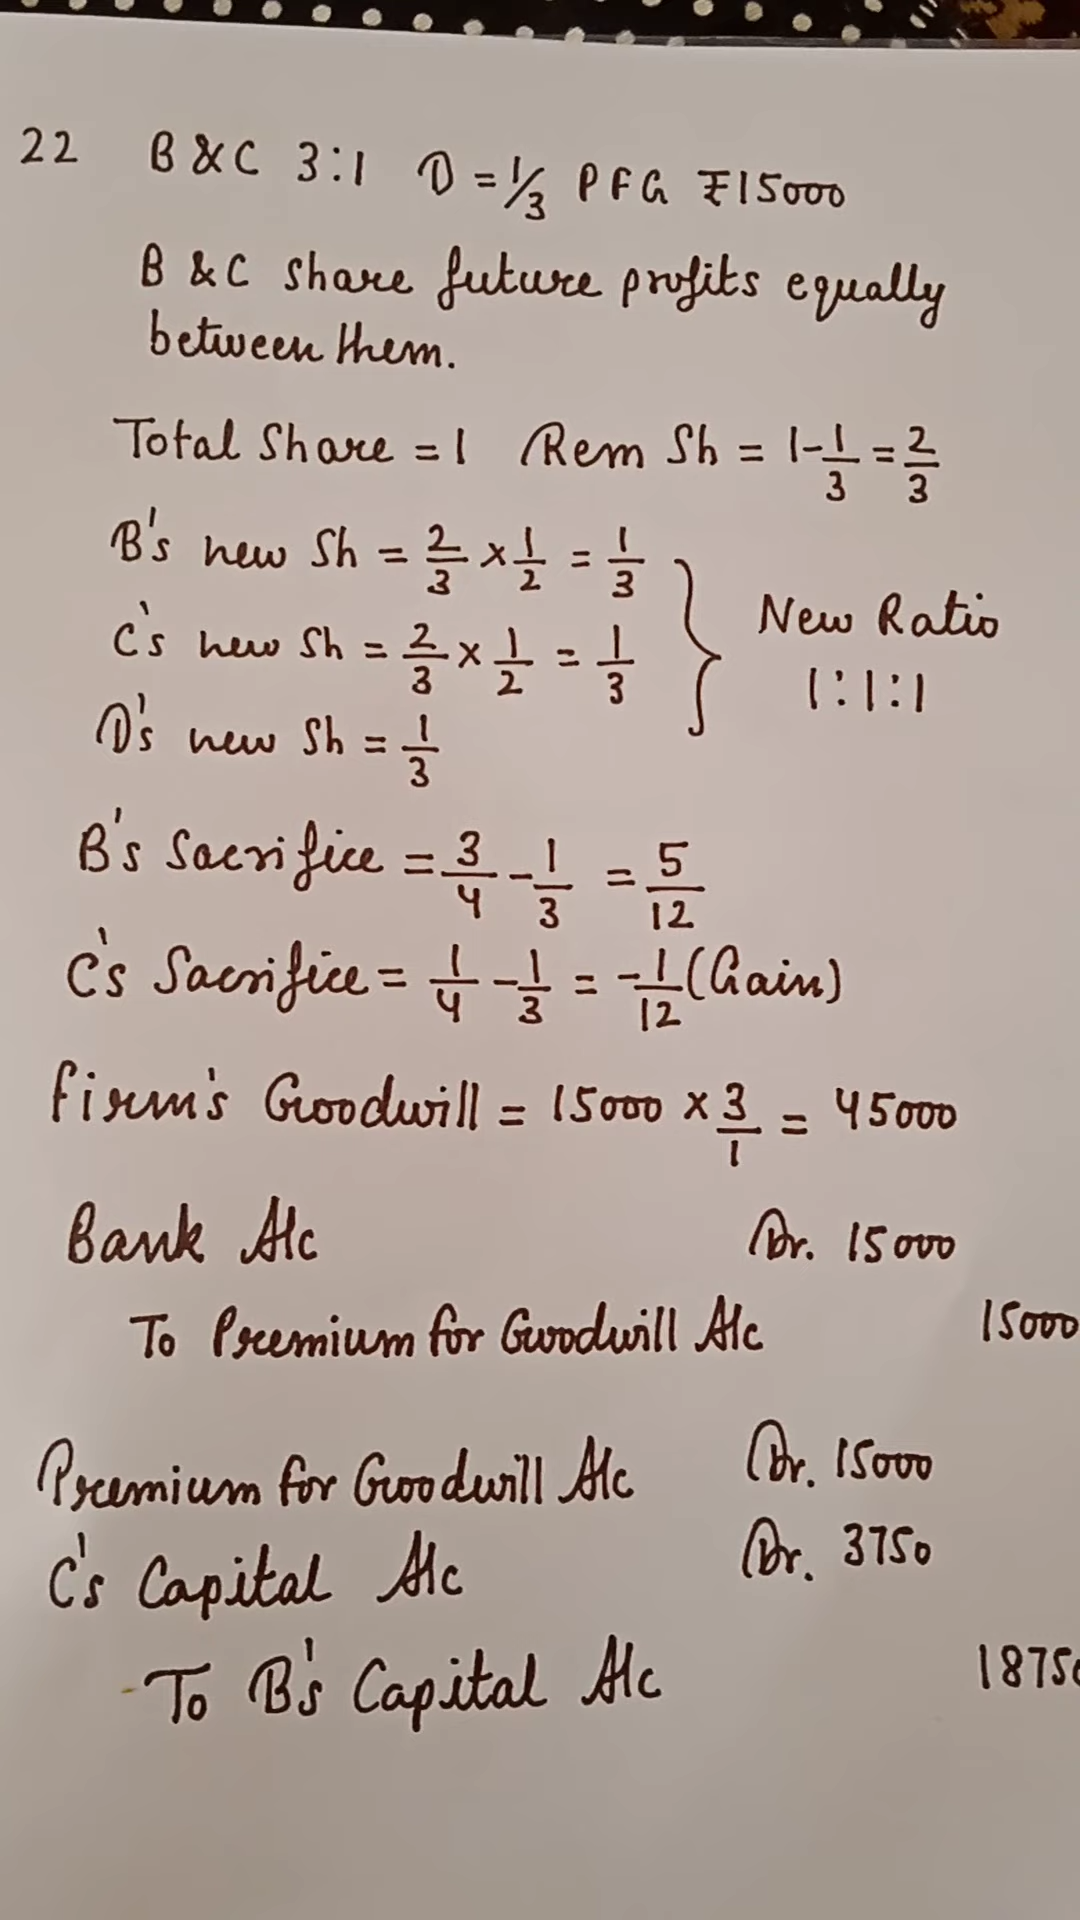 22 B & C 3:1 D = 1/3 PFG ₹15000
B & C share future profits equally
between them.
Total Share = 1 Rem Sh = 1-1/3 = 2/3
B's new Sh = 2/3 × 1/2 = 1/3
C's new Sh = 2/3 × 1/2 = 1/3
D's new Sh = 1/3
New Ratio
1:1:1
B's Sacrifice = 3/4 - 1/3 = 5/12
C's Sacrifice = 1/4 - 1/3 = -1/12 (Gain)
Firm's Goodwill = 15000 × 3/1 = 45000
Bank A/c Dr. 15000
To Premium for Goodwill A/c 15000
Premium for Goodwill A/c Dr. 15000
C's Capital A/c Dr. 3750
To B's Capital A/c 1875